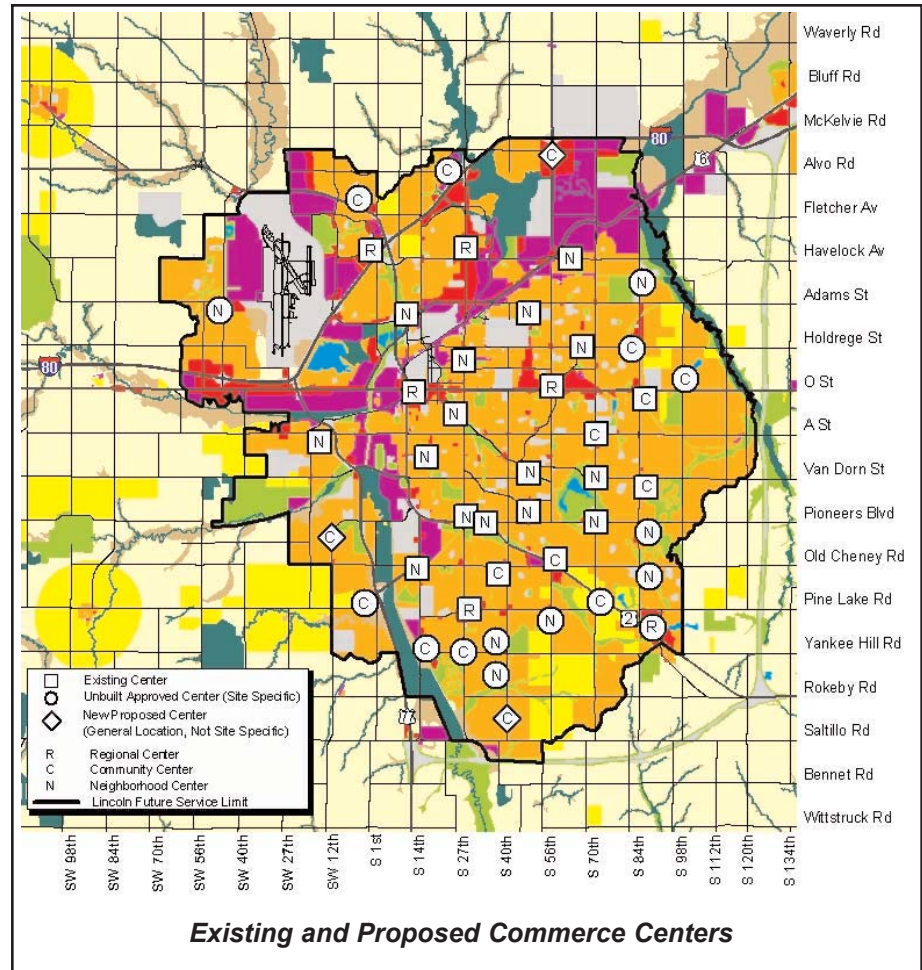 Waverly Rd
Bluff Rd
McKelvie Rd
80
6
C
Alvo Rd
C
C
Fletcher Av
R
R
N
Havelock Av
N
N
N
N
Adams St
N
N
C
Holdrege St
80
C
R
R
C
O St
N
C
A St
N
N
N
N
C
Van Dorn St
N
N
N
N
N
Pioneers Blvd
C
N
C
C
N
Old Cheney Rd
C
C
2
R
N
R
Pine Lake Rd
C
C
N
Yankee Hill Rd
N
Rokeby Rd
77
C
Saltillo Rd
Bennet Rd
Wittstruck Rd
Existing Center
Unbuilt Approved Center (Site Specific)
New Proposed Center
(General Location, Not Site Specific)
R Regional Center
C Community Center
N Neighborhood Center
Lincoln Future Service Limit
SW 98th
SW 84th
SW 70th
SW 56th
SW 40th
SW 27th
SW 12th
S 1st
S 14th
S 27th
S 40th
S 56th
S 70th
S 84th
S 98th
S 112th
S 120th
S 134th
Existing and Proposed Commerce Centers